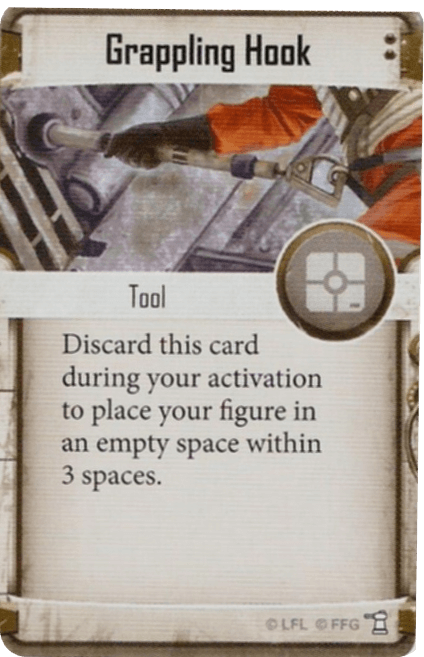 Grappling Hook
Tool
Discard this card
during your activation
to place your figure in
an empty space within
3 spaces.
© LFL © FFG